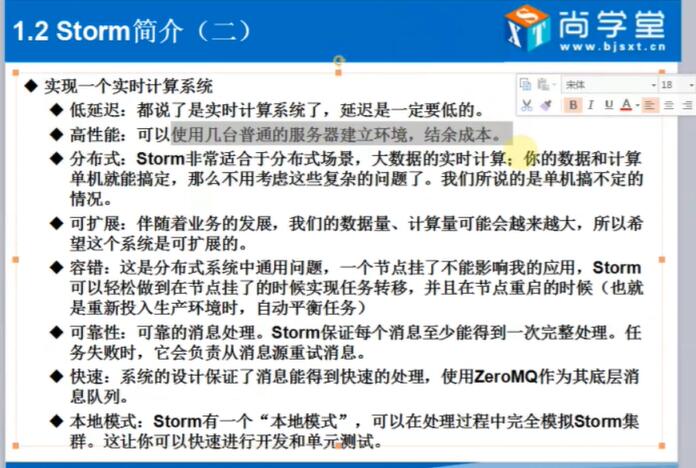 1.2 Storm简介（二）
尚学堂
XST
www.bjsxt.cn
宋体
18
B I U A
◆ 实现一个实时计算系统
◆ 低延迟：都说了是实时计算系统了，延迟是一定要低的。
◆ 高性能：可以使用几台普通的服务器建立环境，结余成本。
◆ 分布式：Storm非常适合于分布式场景，大数据的实时计算；你的数据和计算
单机就能搞定，那么不用考虑这些复杂的问题了。我们所说的是单机搞不定的
情况。
◆ 可扩展：伴随着业务的发展，我们的数据量、计算量可能会越来越大，所以希
望这个系统是可扩展的。
◆ 容错：这是分布式系统中通用问题，一个节点挂了不能影响我的应用，Storm
可以轻松做到在节点挂了的时候实现任务转移，并且在节点重启的时候（也就
是重新投入生产环境时，自动平衡任务）
◆ 可靠性：可靠的消息处理。Storm保证每个消息至少能得到一次完整处理。任
务失败时，它会负责从消息源重试消息。
◆ 快速：系统的设计保证了消息能得到快速的处理，使用ZeroMQ作为其底层消
息队列。
◆ 本地模式：Storm有一个“本地模式”，可以在处理过程中完全模拟Storm集
群。这让你可以快速进行开发和单元测试。